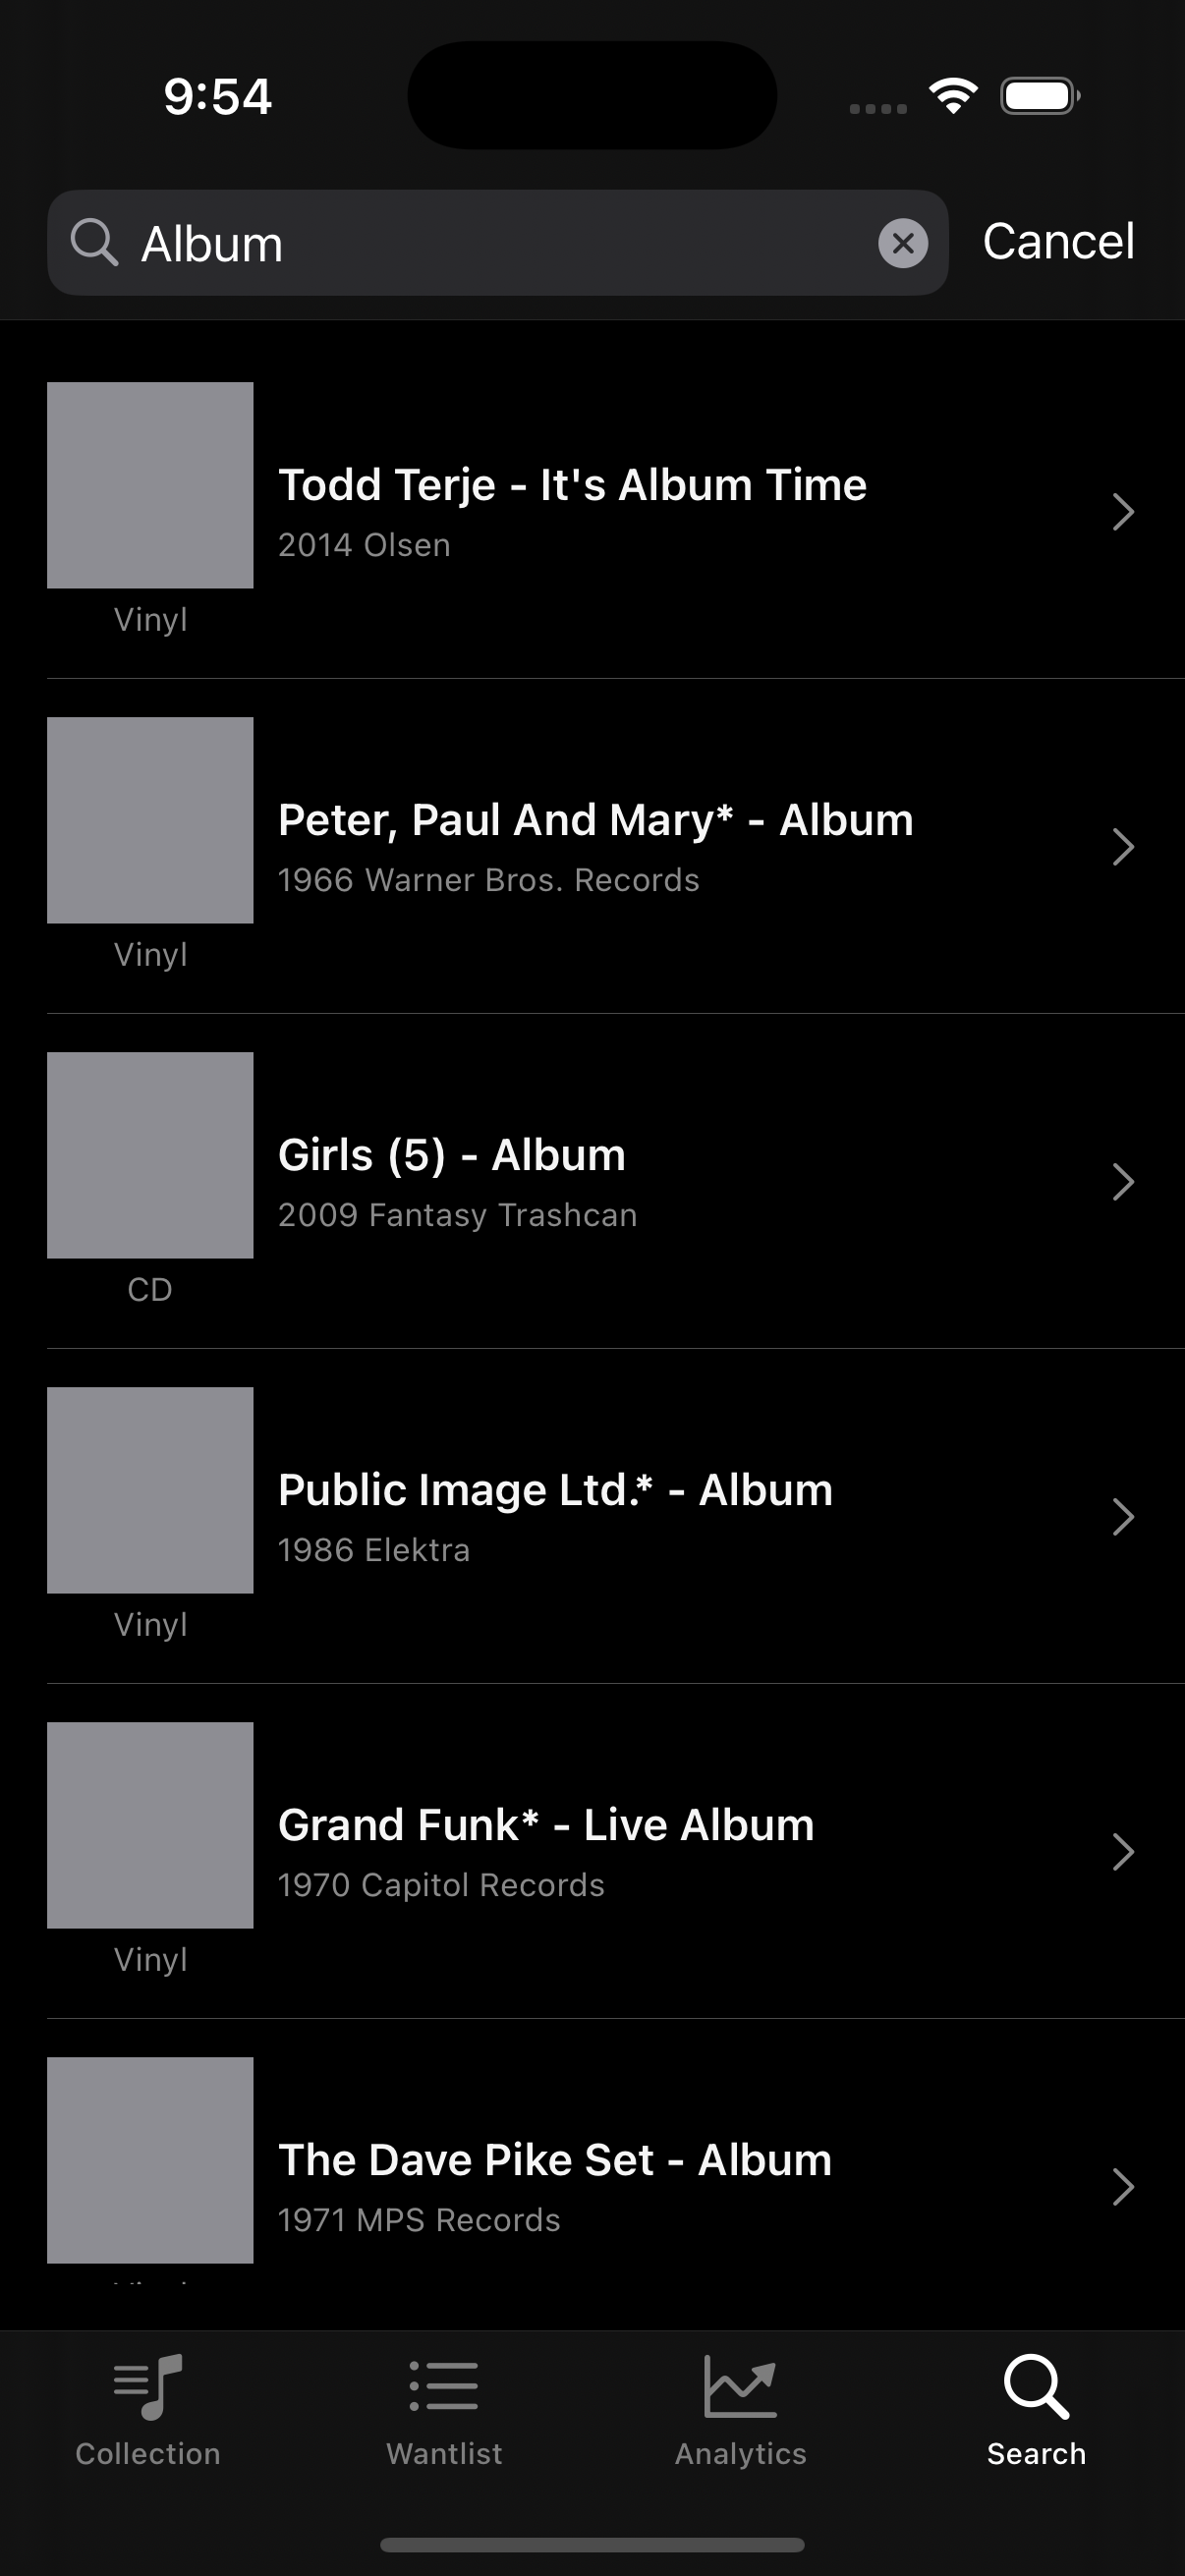 9:54
Album
Cancel
Todd Terje - It's Album Time
2014 Olsen
Vinyl
Peter, Paul And Mary* - Album
1966 Warner Bros. Records
Vinyl
Girls (5) - Album
2009 Fantasy Trashcan
CD
Public Image Ltd.* - Album
1986 Elektra
Vinyl
Grand Funk* - Live Album
1970 Capitol Records
Vinyl
The Dave Pike Set - Album
1971 MPS Records
Collection
Wantlist
Analytics
Search